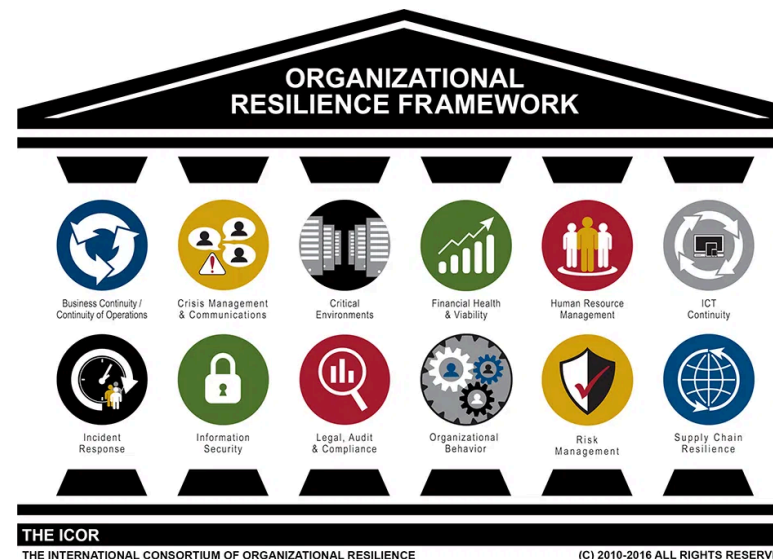 ORGANIZATIONAL
RESILIENCE FRAMEWORK
Business Continuity /
Continuity of Operations
Crisis Management
& Communications
Critical
Environments
Financial Health
& Viability
Human Resource
Management
ICT
Continuity
Incident
Response
Information
Security
Legal, Audit
& Compliance
Organizational
Behavior
Risk
Management
Supply Chain
Resilience
THE ICOR
THE INTERNATIONAL CONSORTIUM OF ORGANIZATIONAL RESILIENCE
(C) 2010-2016 ALL RIGHTS RESERV